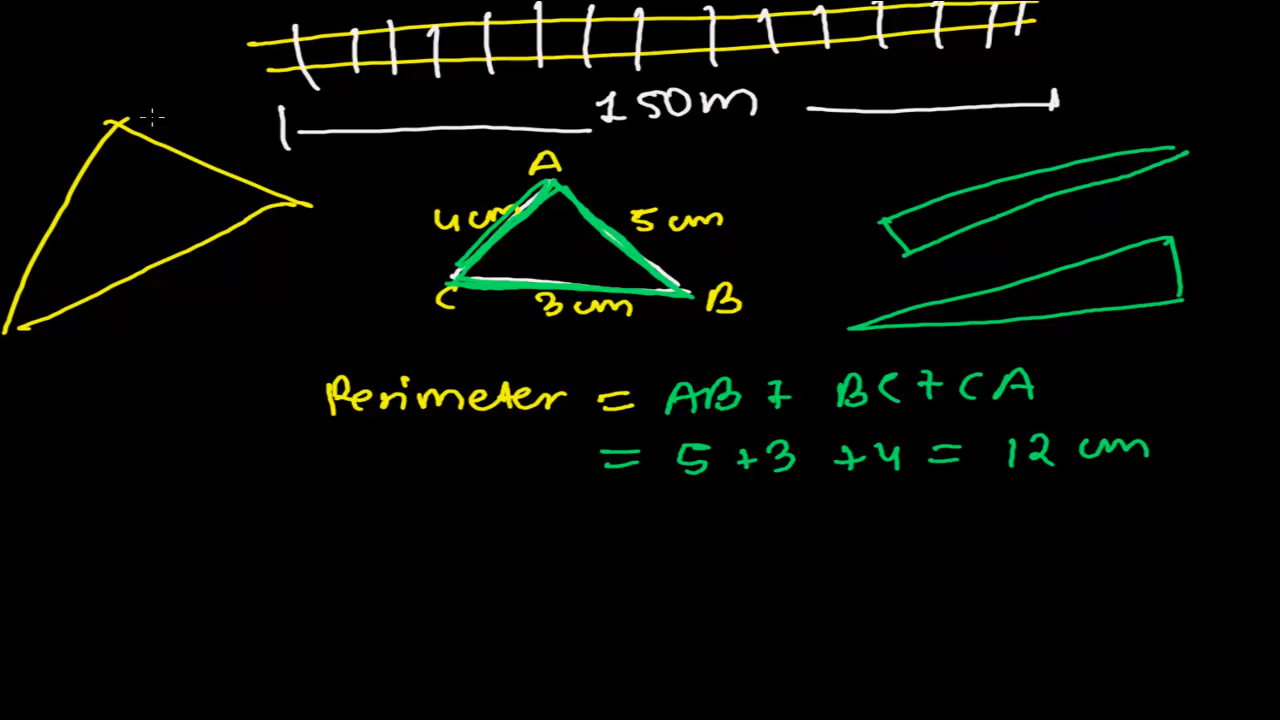 150m
A
4cm 5cm
C 3cm B
Perimeter = AB + BC + CA
= 5 + 3 + 4 = 12 cm